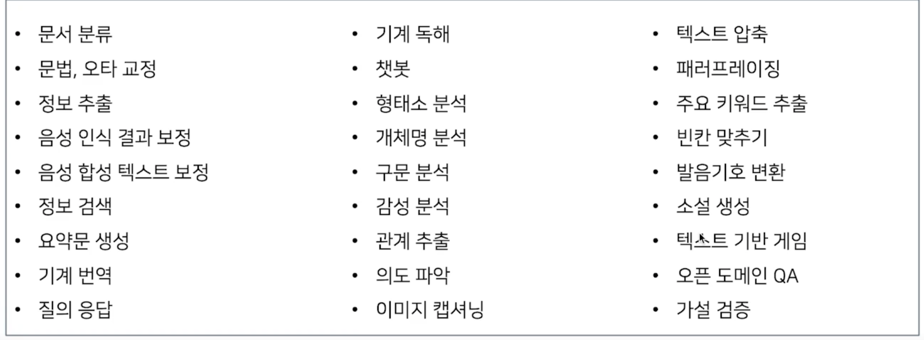 • 문서 분류
• 문법, 오타 교정
• 정보 추출
• 음성 인식 결과 보정
• 음성 합성 텍스트 보정
• 정보 검색
• 요약문 생성
• 기계 번역
• 질의 응답
• 기계 독해
• 챗봇
• 형태소 분석
• 개체명 분석
• 구문 분석
• 감성 분석
• 관계 추출
• 의도 파악
• 이미지 캡셔닝
• 텍스트 압축
• 패러프레이징
• 주요 키워드 추출
• 빈칸 맞추기
• 발음기호 변환
• 소설 생성
• 텍스트 기반 게임
• 오픈 도메인 QA
• 가설 검증